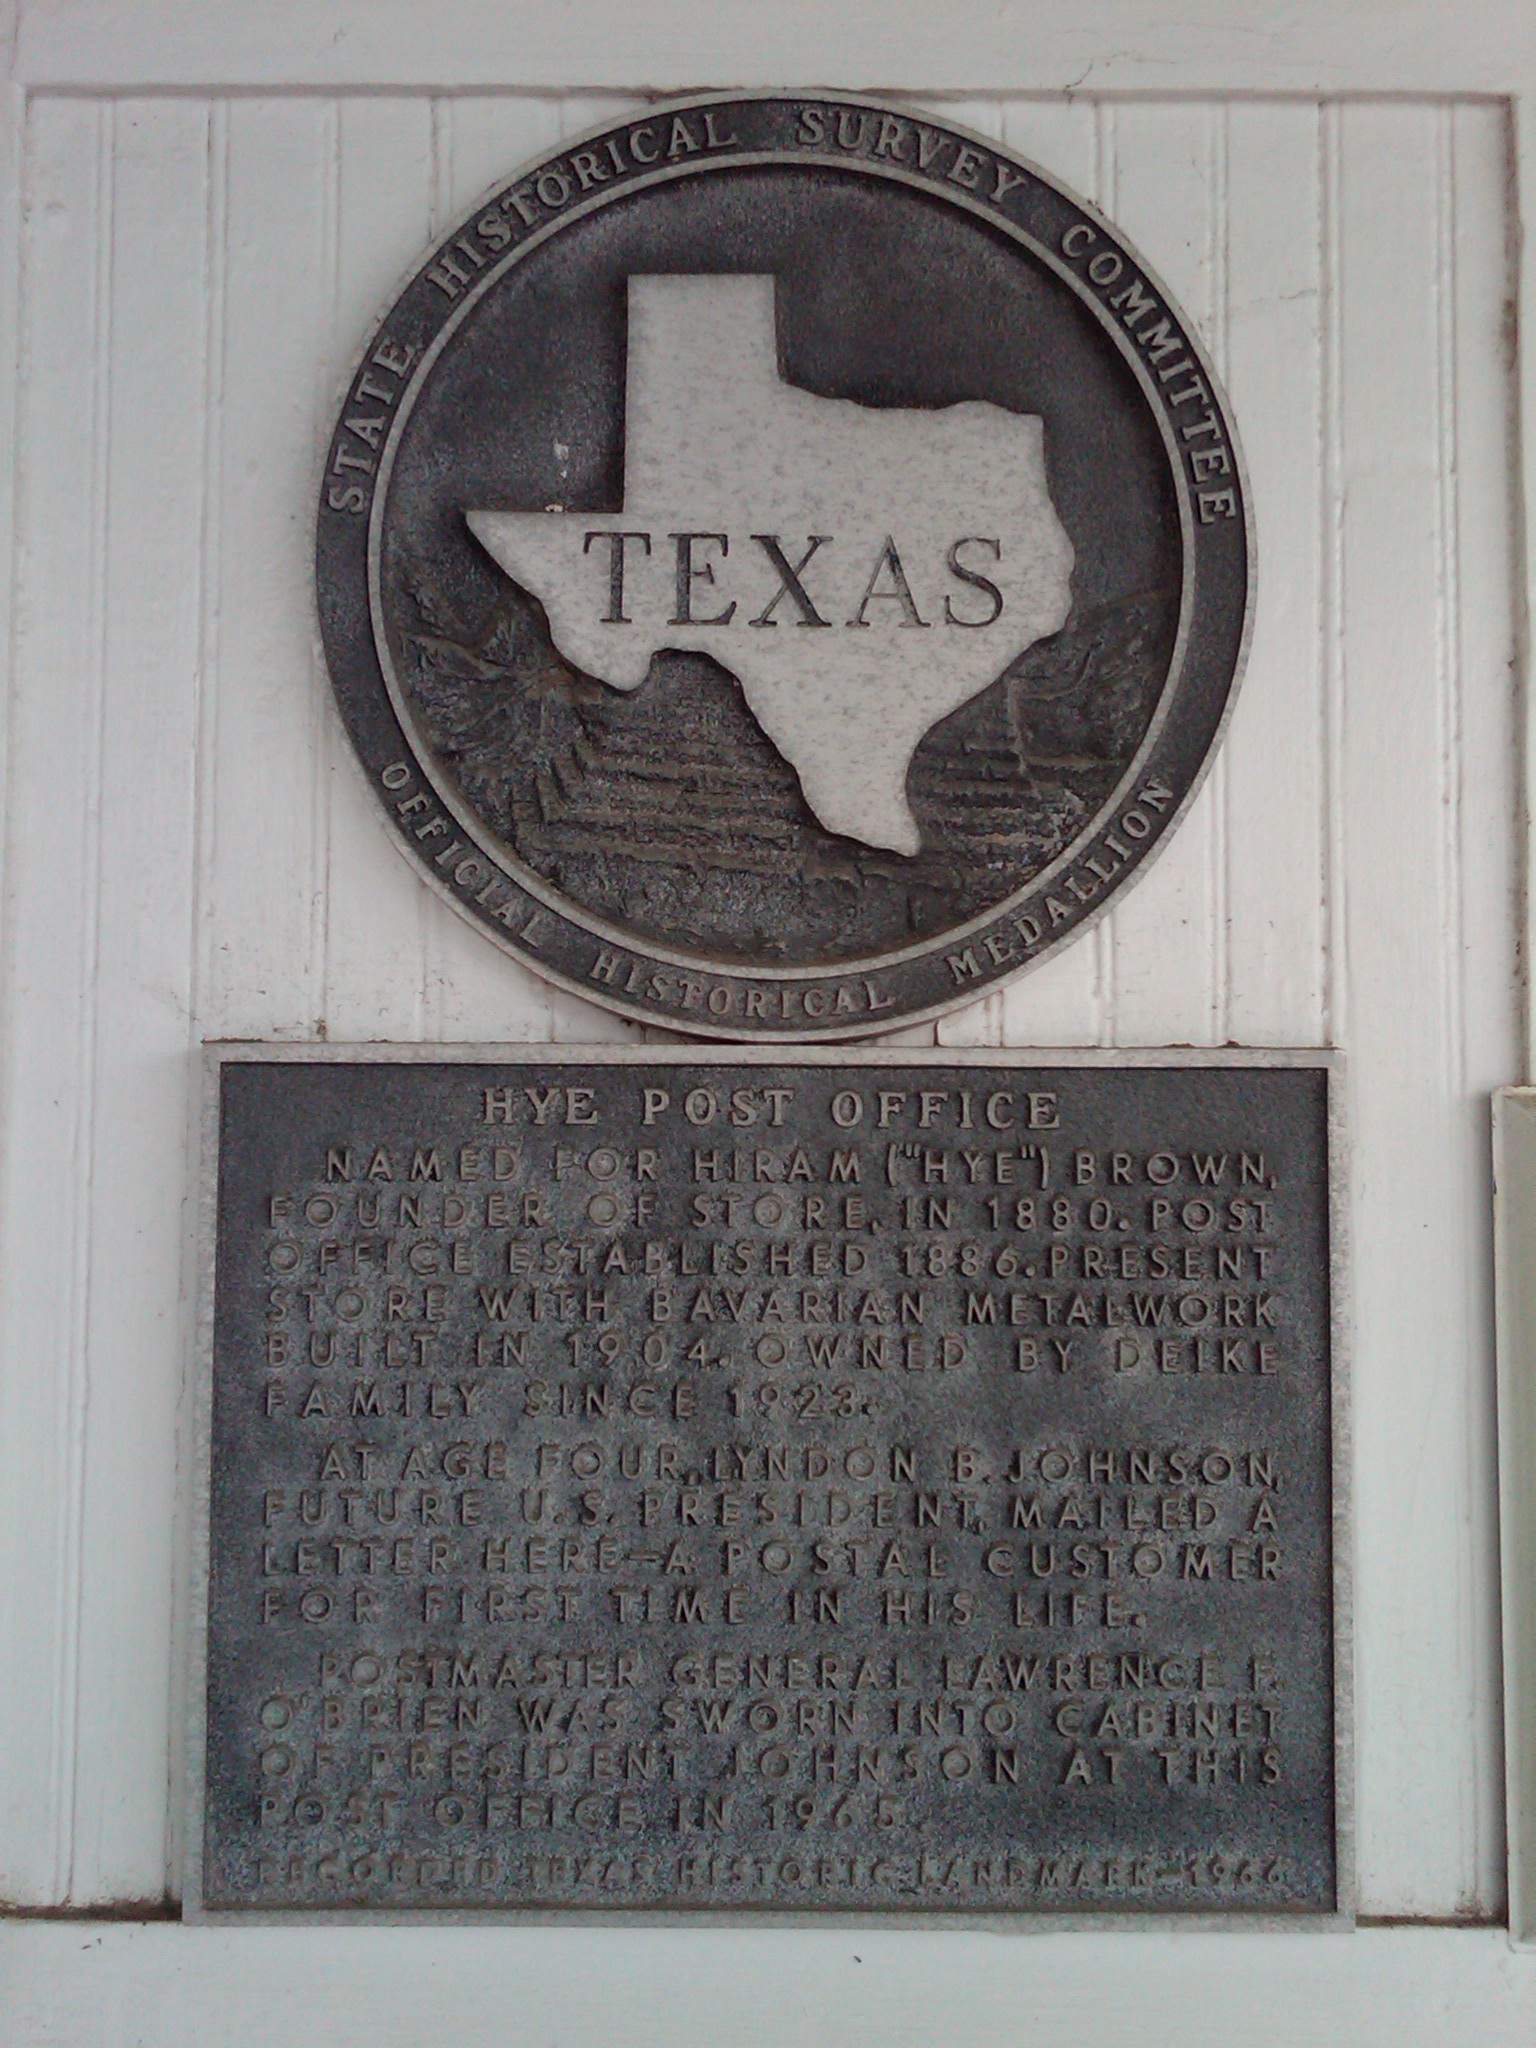 STATE HISTORICAL SURVEY COMMITTEE
TEXAS
OFFICIAL HISTORICAL MEDALLION
HYE POST OFFICE
NAMED FOR HIRAM ("HYE") BROWN,
FOUNDER OF STORE, IN 1880. POST
OFFICE ESTABLISHED 1886. PRESENT
STORE WITH BAVARIAN METALWORK
BUILT IN 1904. OWNED BY DEIKE
FAMILY SINCE 1923.
AT AGE FOUR, LYNDON B. JOHNSON,
FUTURE U.S. PRESIDENT, MAILED A
LETTER HERE—A POSTAL CUSTOMER
FOR FIRST TIME IN HIS LIFE.
POSTMASTER GENERAL LAWRENCE F.
O'BRIEN WAS SWORN INTO CABINET
OF PRESIDENT JOHNSON AT THIS
POST OFFICE IN 1965.
RECORDED TEXAS HISTORIC LANDMARK—1966